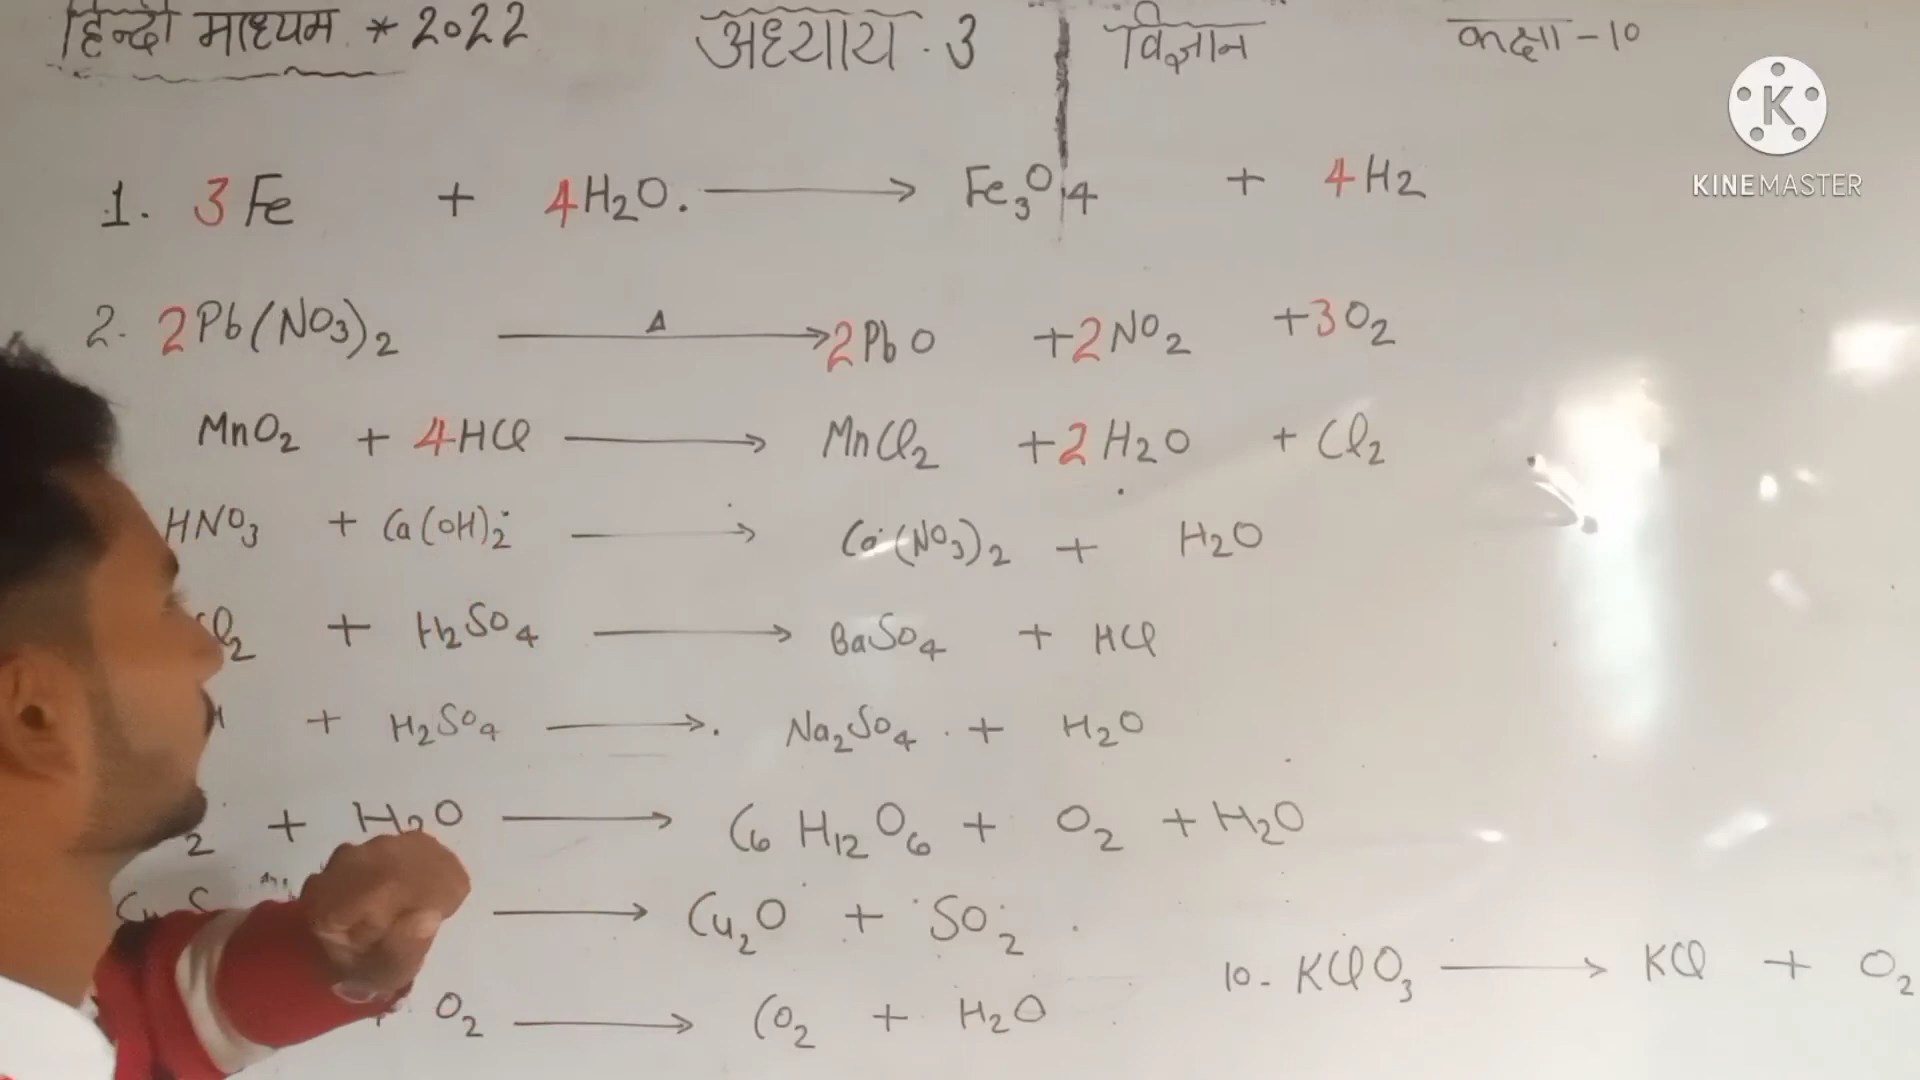 हिन्दी माध्यम * 2022 अध्याय . 3 विज्ञान कक्षा - 10
KINEMASTER
1. 3Fe + 4H2O. → Fe3O4 + 4H2
2. 2Pb(NO3)2 Δ→ 2PbO +2NO2 +3O2
MnO2 + 4HCl → MnCl2 +2H2O + Cl2
HNO3 + Ca(OH)2 → Ca(NO3)2 + H2O
Cl2 + H2SO4 → BaSO4 + HCl
+ H2SO4 → Na2SO4 + H2O
2 + H2O → C6H12O6 + O2 + H2O
→ Cu2O + SO2
10- KClO3 → KCl + O2
+ O2 → CO2 + H2O